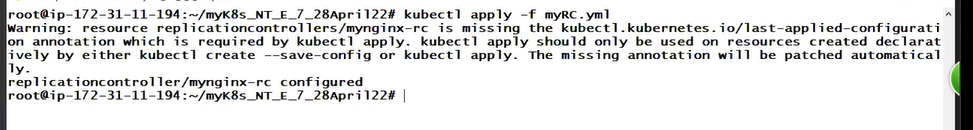 root@ip-172-31-11-194:~/myK8s_NT_E_7_28April22# kubectl apply -f myRC.yml
Warning: resource replicationcontrollers/mynginx-rc is missing the kubectl.kubernetes.io/last-applied-configurati
on annotation which is required by kubectl apply. kubectl apply should only be used on resources created declarat
ively by either kubectl create --save-config or kubectl apply. The missing annotation will be patched automatical
ly.
replicationcontroller/mynginx-rc configured
root@ip-172-31-11-194:~/myK8s_NT_E_7_28April22#